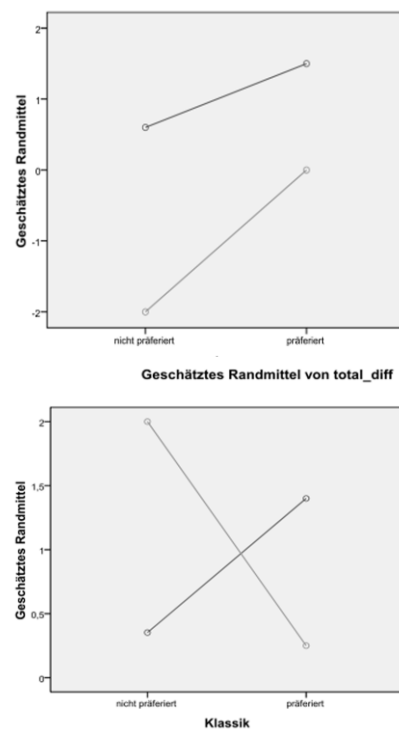 2
1
0
-1
-2
Geschätztes Randmittel
nicht präferiert
präferiert
Geschätztes Randmittel von total_diff
2
1,5
1
0,5
0
Geschätztes Randmittel
nicht präferiert
präferiert
Klassik